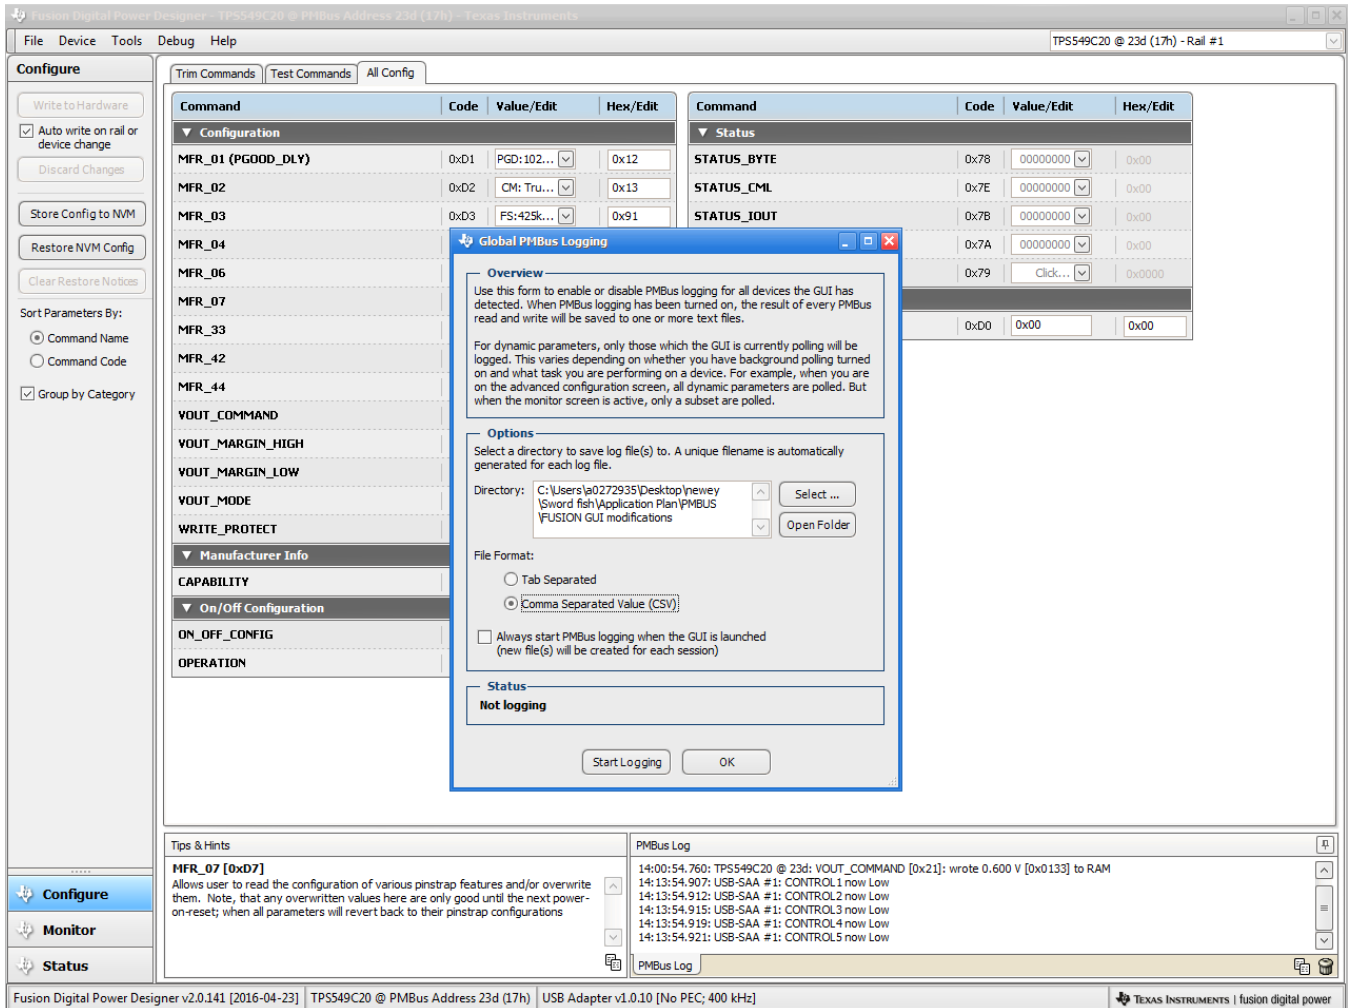 Fusion Digital Power Designer - TPS549C20 @ PMBus Address 23d (17h) - Texas Instruments
File Device Tools Debug Help
TPS549C20 @ 23d (17h) - Rail #1
Configure
Write to Hardware
Auto write on rail or
device change
Discard Changes
Store Config to NVM
Restore NVM Config
Clear Restore Notices
Sort Parameters By:
Command Name
Command Code
Group by Category
Configure
Monitor
Status
Trim Commands Test Commands All Config
Command Code Value/Edit Hex/Edit
▼ Configuration
MFR_01 (PGOOD_DLY) 0xD1 PGD:102... 0x12
MFR_02 0xD2 CM: Tru... 0x13
MFR_03 0xD3 FS:425k... 0x91
MFR_04
MFR_06
MFR_07
MFR_33
MFR_42
MFR_44
VOUT_COMMAND
VOUT_MARGIN_HIGH
VOUT_MARGIN_LOW
VOUT_MODE
WRITE_PROTECT
▼ Manufacturer Info
CAPABILITY
▼ On/Off Configuration
ON_OFF_CONFIG
OPERATION
Command Code Value/Edit Hex/Edit
▼ Status
STATUS_BYTE 0x78 00000000 0x00
STATUS_CML 0x7E 00000000 0x00
STATUS_IOUT 0x7B 00000000 0x00
0x7A 00000000 0x00
0x79 Click... 0x0000
0xD0 0x00 0x00
Global PMBus Logging
Overview
Use this form to enable or disable PMBus logging for all devices the GUI has
detected. When PMBus logging has been turned on, the result of every PMBus
read and write will be saved to one or more text files.
For dynamic parameters, only those which the GUI is currently polling will be
logged. This varies depending on whether you have background polling turned
on and what task you are performing on a device. For example, when you are
on the advanced configuration screen, all dynamic parameters are polled. But
when the monitor screen is active, only a subset are polled.
Options
Select a directory to save log file(s) to. A unique filename is automatically
generated for each log file.
Directory: C:\Users\a0272935\Desktop\newey
\Sword fish\Application Plan\PMBUS
\FUSION GUI modifications
Select ...
Open Folder
File Format:
Tab Separated
Comma Separated Value (CSV)
Always start PMBus logging when the GUI is launched
(new file(s) will be created for each session)
Status
Not logging
Start Logging OK
Tips & Hints
MFR_07 [0xD7]
Allows user to read the configuration of various pinstrap features and/or overwrite
them. Note, that any overwritten values here are only good until the next power-
on-reset; when all parameters will revert back to their pinstrap configurations
PMBus Log
14:00:54.760: TPS549C20 @ 23d: VOUT_COMMAND [0x21]: wrote 0.600 V [0x0133] to RAM
14:13:54.907: USB-SAA #1: CONTROL1 now Low
14:13:54.912: USB-SAA #1: CONTROL2 now Low
14:13:54.915: USB-SAA #1: CONTROL3 now Low
14:13:54.919: USB-SAA #1: CONTROL4 now Low
14:13:54.921: USB-SAA #1: CONTROL5 now Low
PMBus Log
Fusion Digital Power Designer v2.0.141 [2016-04-23] TPS549C20 @ PMBus Address 23d (17h) USB Adapter v1.0.10 [No PEC; 400 kHz]
TEXAS INSTRUMENTS | fusion digital power